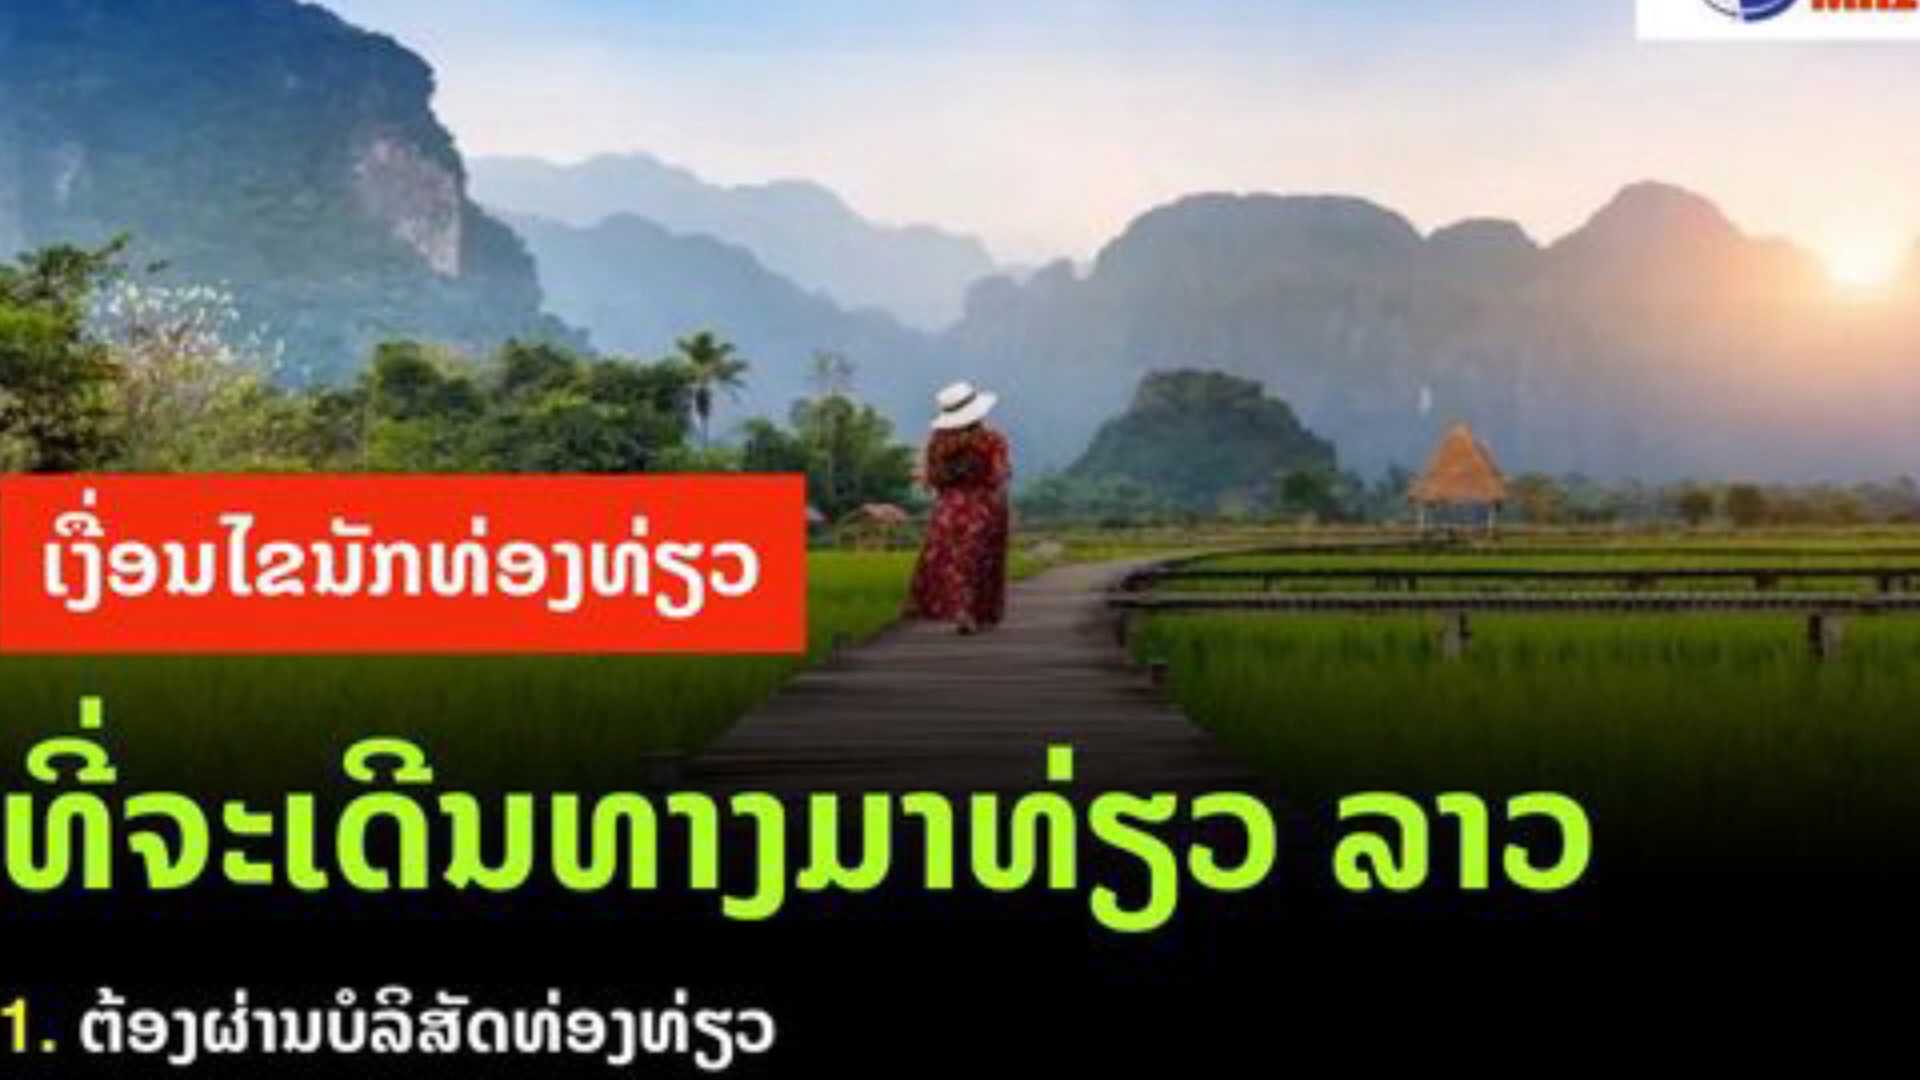 ເງື່ອນໄຂນັກທ່ອງທ່ຽວ
ທີ່ຈະເດີນທາງມາທ່ຽວ ລາວ
1. ຕ້ອງຜ່ານບໍລິສັດທ່ອງທ່ຽວ